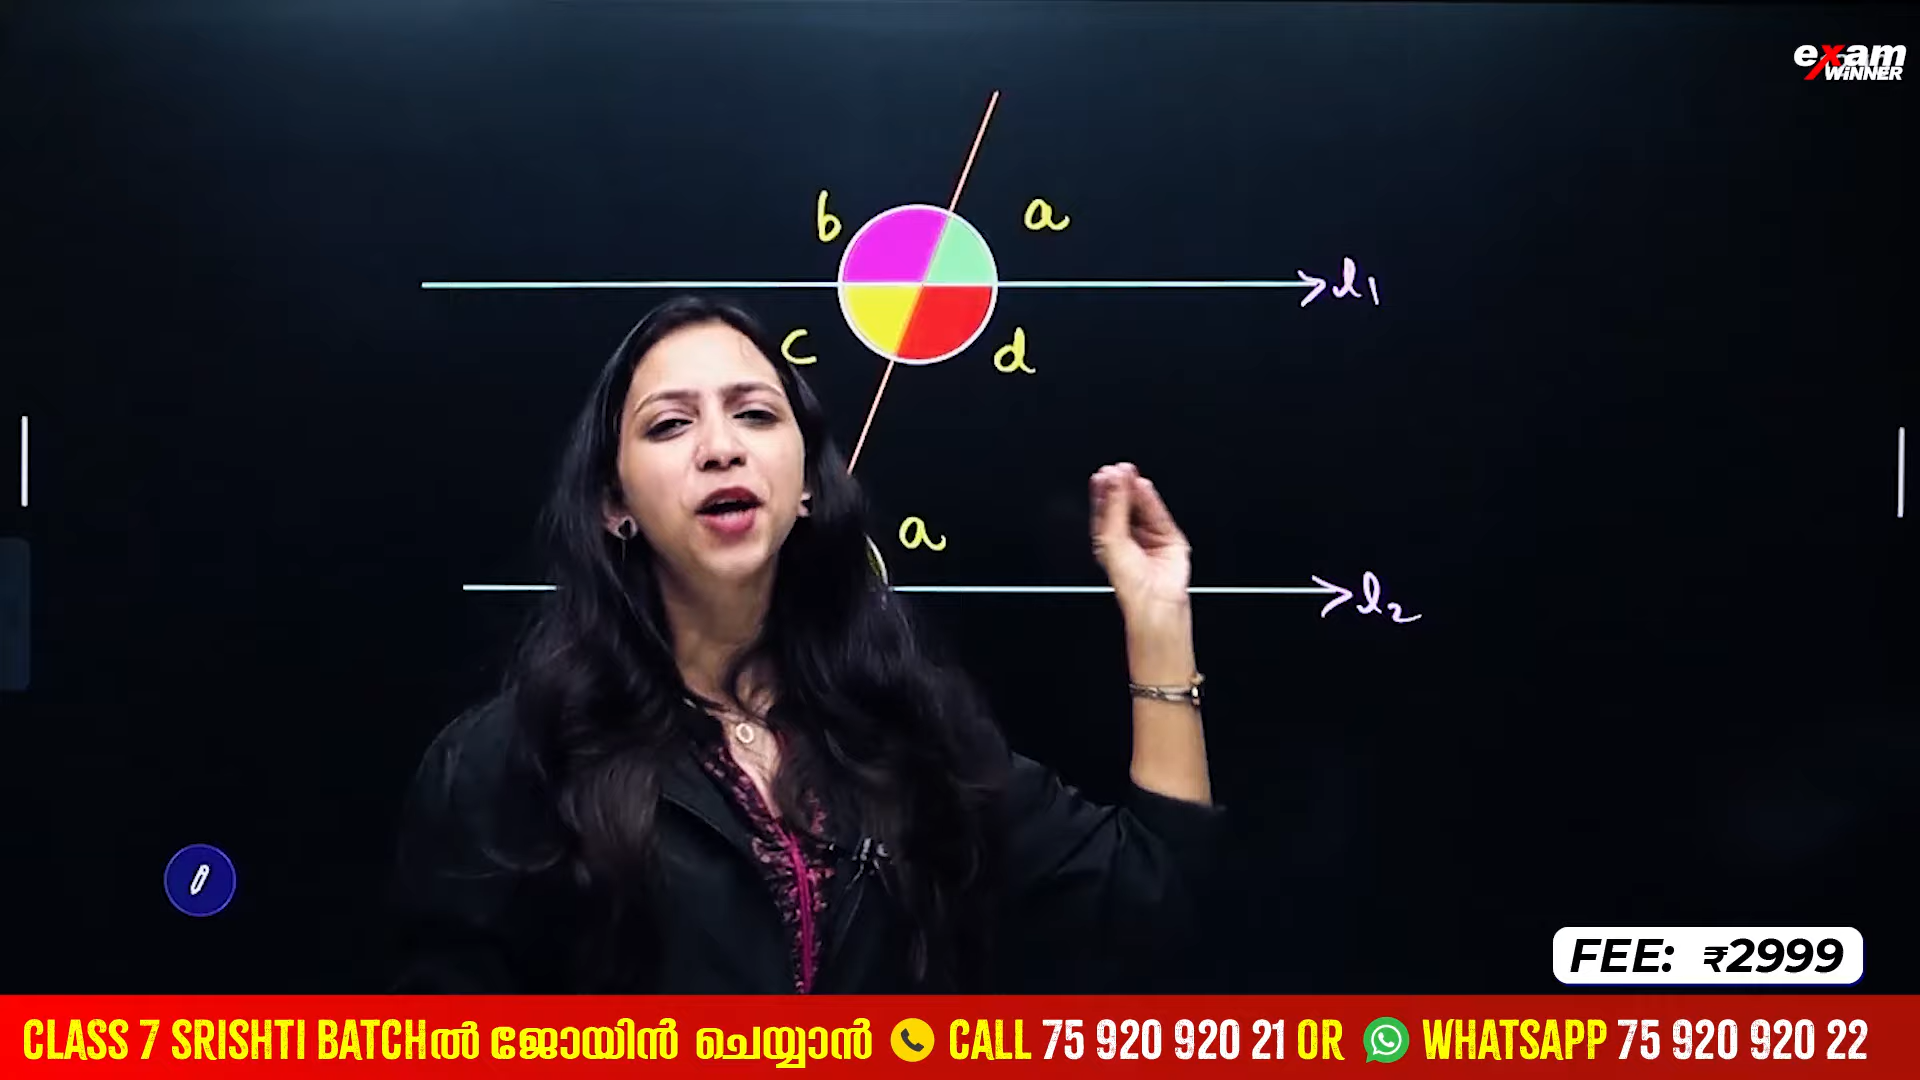 exam
WINNER
b
a
l1
c
d
a
l2
FEE: ₹2999
CLASS 7 SRISHTI BATCHൽ ജോയിൻ ചെയ്യാൻ CALL 75 920 920 21 OR WHATSAPP 75 920 920 22